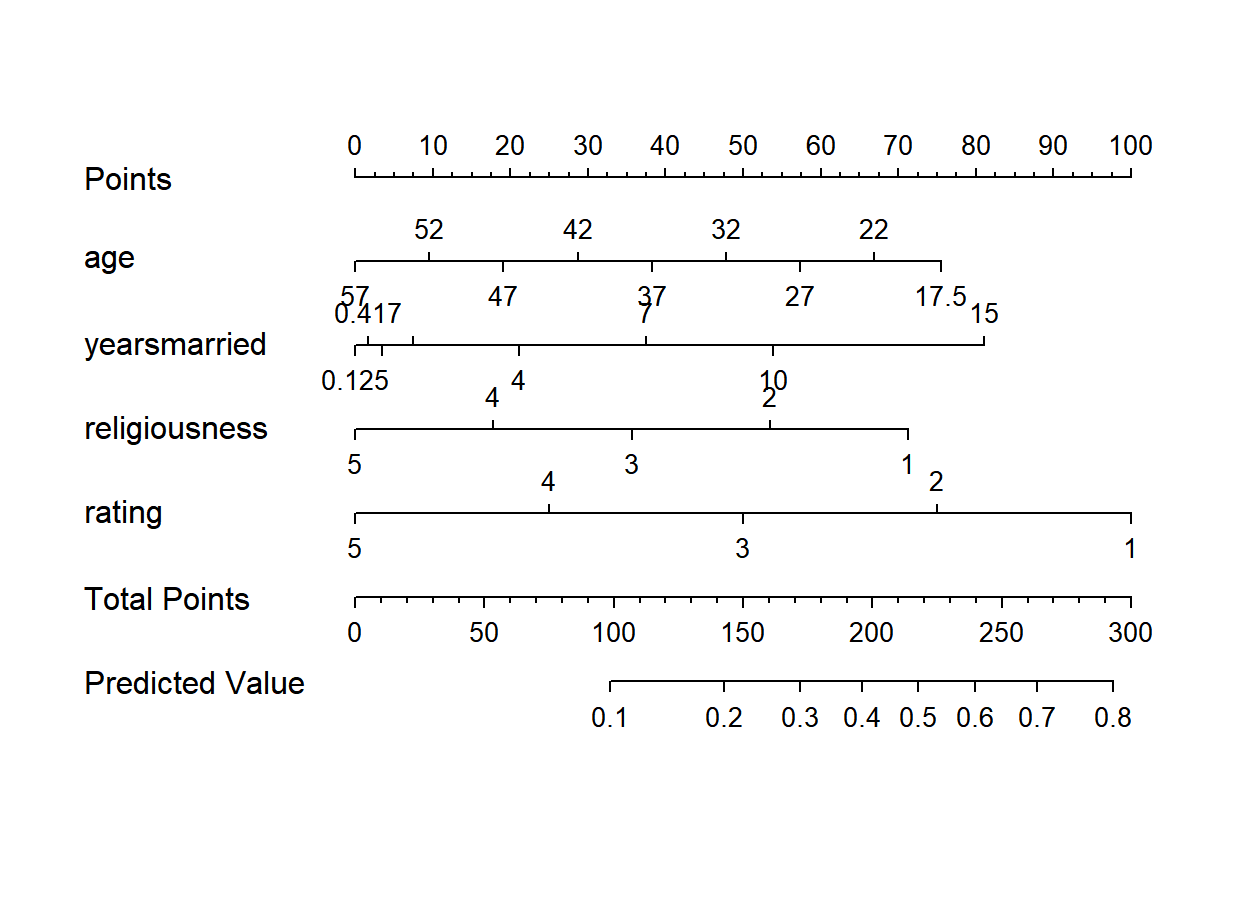 0 10 20 30 40 50 60 70 80 90 100
Points
52 42 32 22
age
57 47 37 27 17.5
0.417 7 15
yearsmarried
0.125 4 10
4 2
religiousness
5 3 1
4 2
rating
5 3 1
Total Points
0 50 100 150 200 250 300
Predicted Value
0.1 0.2 0.3 0.4 0.5 0.6 0.7 0.8